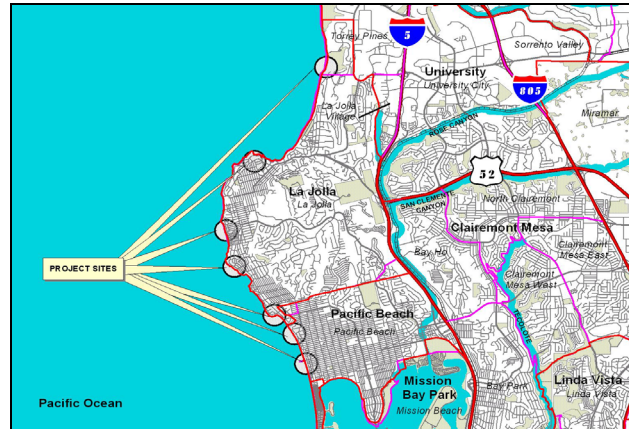 Torrey Pines
5
Sorrento Valley
University
University City
805
La Jolla
Village
Miramar
ROSE CANYON
52
La Jolla
La Jolla
SAN CLEMENTE
CANYON
North Clairemont
Clairemont Mesa
Bay Ho
Clairemont
Mesa East
PROJECT SITES
Clairemont
Mesa West
Pacific Beach
Pacific Beach
TECOLOTE
Mission
Bay Park
Mission Beach
Bay Park
Linda Vista
Linda Vista
Pacific Ocean